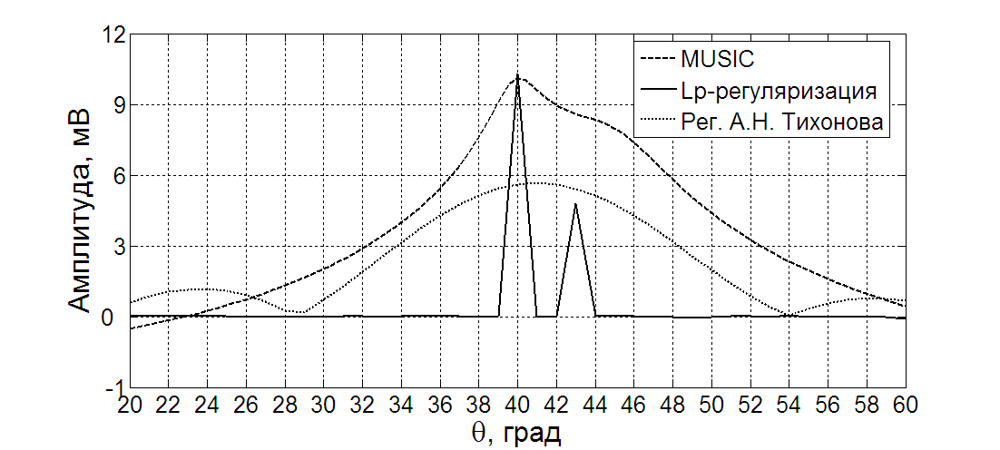 12
9
6
3
0
-1
Амплитуда, мВ
MUSIC
Lp-регуляризация
Рег. А.Н. Тихонова
20 22 24 26 28 30 32 34 36 38 40 42 44 46 48 50 52 54 56 58 60
θ, град